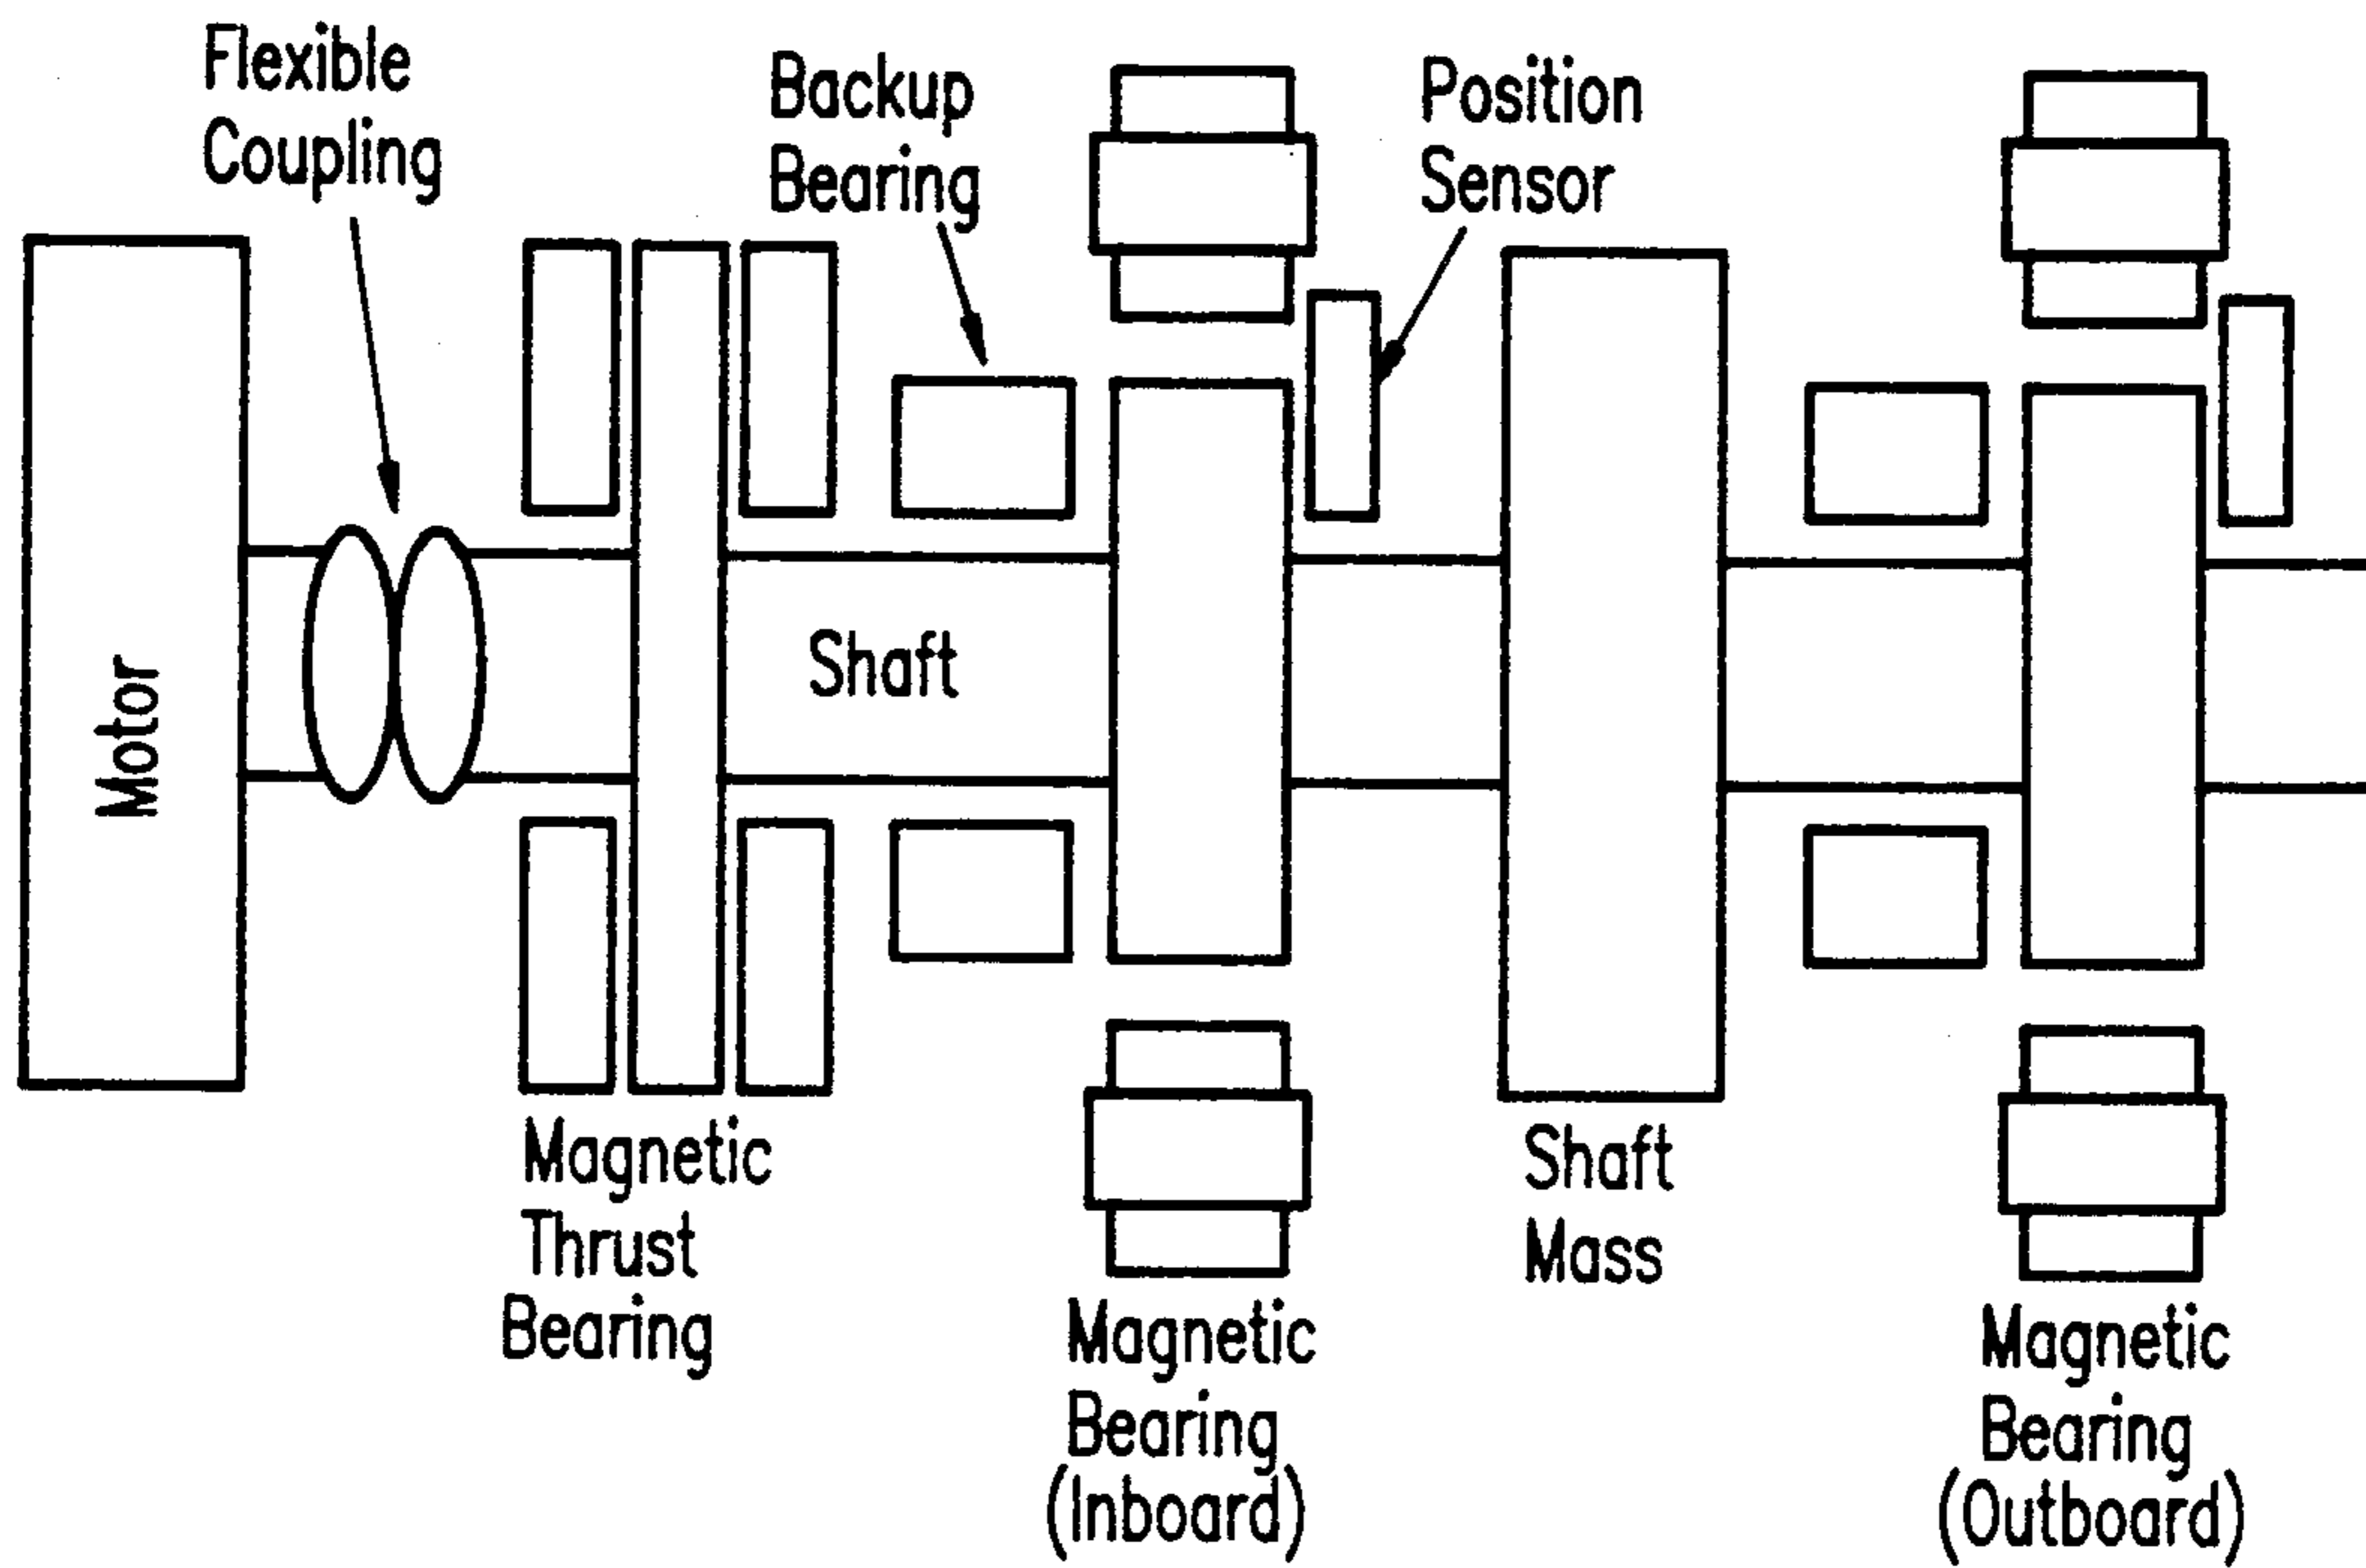 Flexible
Coupling
Backup
Bearing
Position
Sensor
Motor
Shaft
Magnetic
Thrust
Bearing
Magnetic
Bearing
(Inboard)
Shaft
Mass
Magnetic
Bearing
(Outboard)